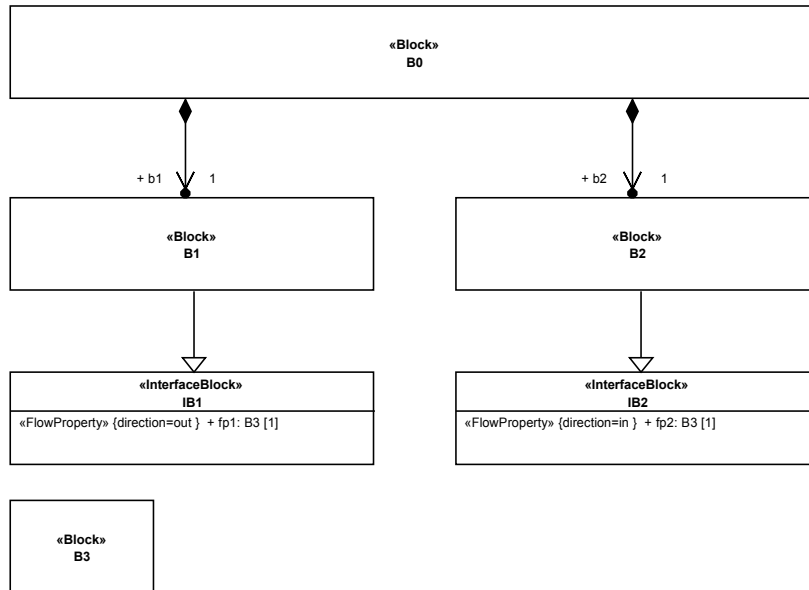 «Block»
B0
+ b1 1
+ b2 1
«Block»
B1
«Block»
B2
«InterfaceBlock»
IB1
«FlowProperty» {direction=out } + fp1: B3 [1]
«InterfaceBlock»
IB2
«FlowProperty» {direction=in } + fp2: B3 [1]
«Block»
B3